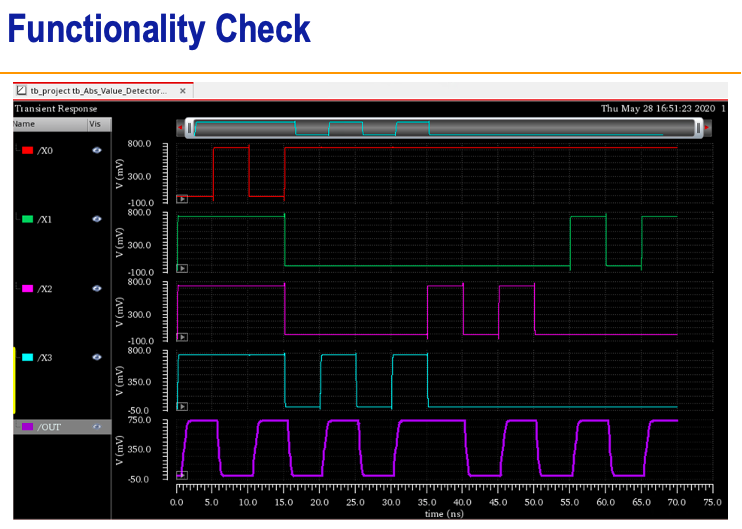 Functionality Check
tb_project tb_Abs_Value_Detector... ×
Transient Response Thu May 28 16:51:23 2020 1
Name Vis
/X0
V (mV)
800.0
300.0
-100.0
/X1
V (mV)
800.0
300.0
-100.0
/X2
V (mV)
800.0
300.0
-100.0
/X3
V (mV)
800.0
350.0
-50.0
/OUT
V (mV)
750.0
350.0
-50.0
0.0 5.0 10.0 15.0 20.0 25.0 30.0 35.0 40.0 45.0 50.0 55.0 60.0 65.0 70.0 75.0
time (ns)